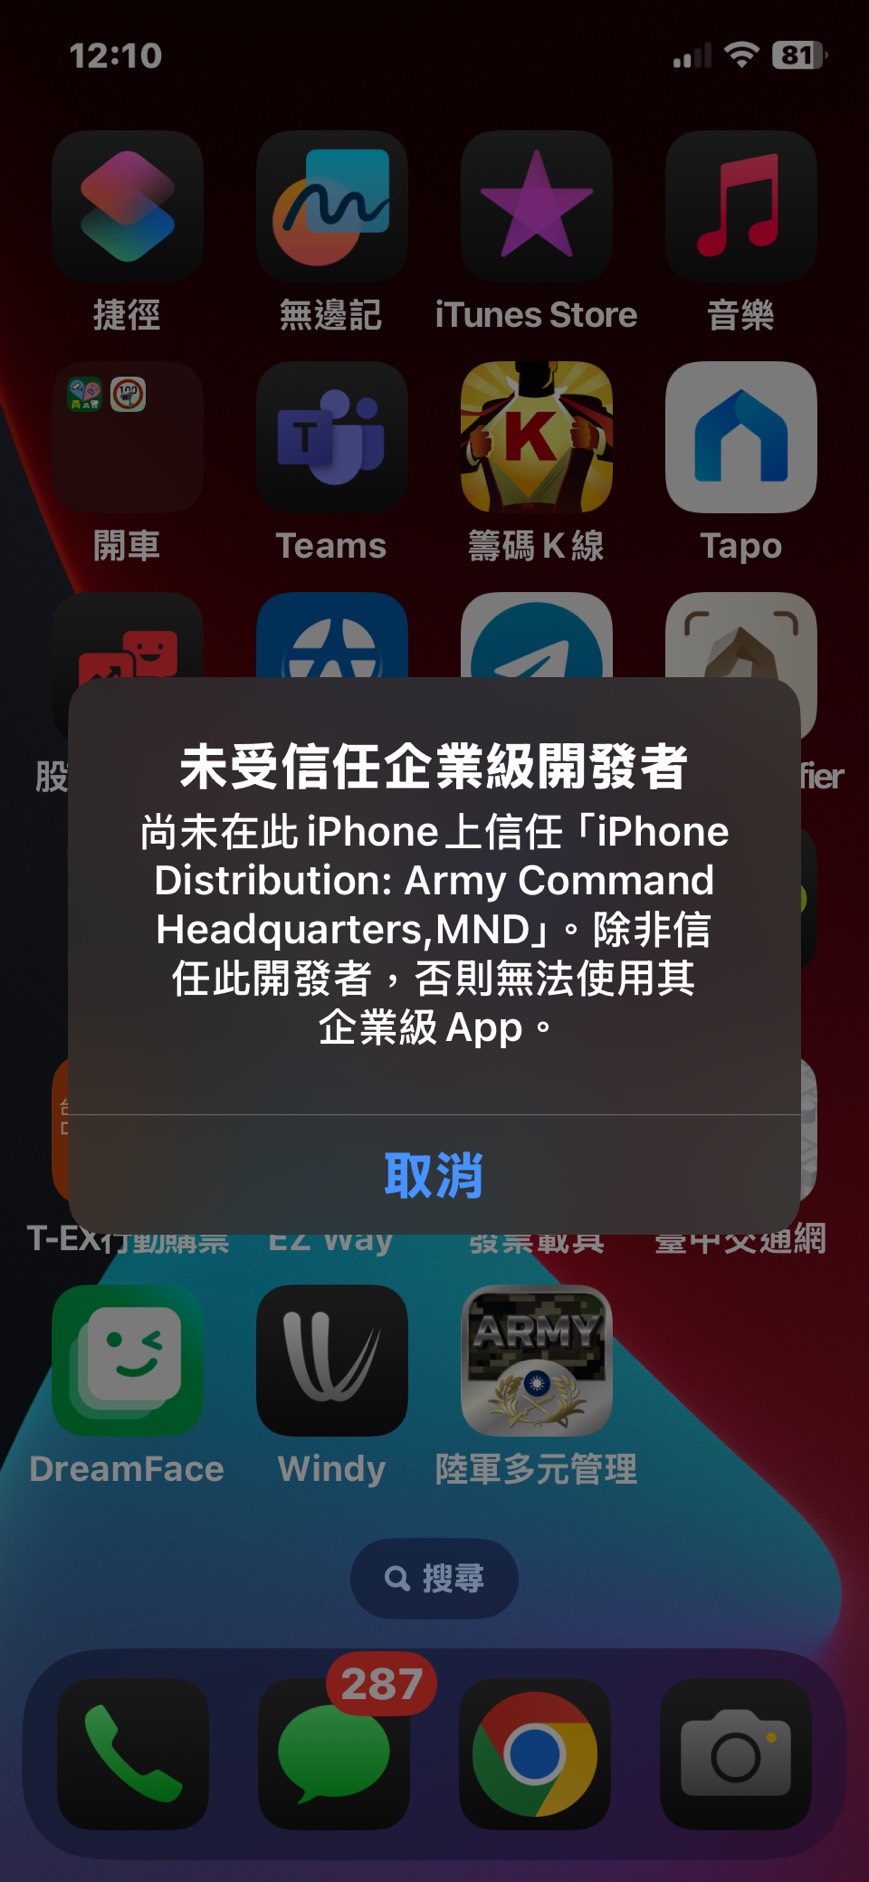 12:10
81
捷徑
無邊記
iTunes Store
音樂
100
T
K
開車
Teams
籌碼K線
Tapo
股
fier
未受信任企業級開發者
尚未在此 iPhone 上信任「iPhone
Distribution: Army Command
Headquarters,MND」。除非信
任此開發者，否則無法使用其
企業級 App。
取消
T-EX行動購票
EZ Way
發票載具
臺中交通網
ARMY
DreamFace
Windy
陸軍多元管理
搜尋
287